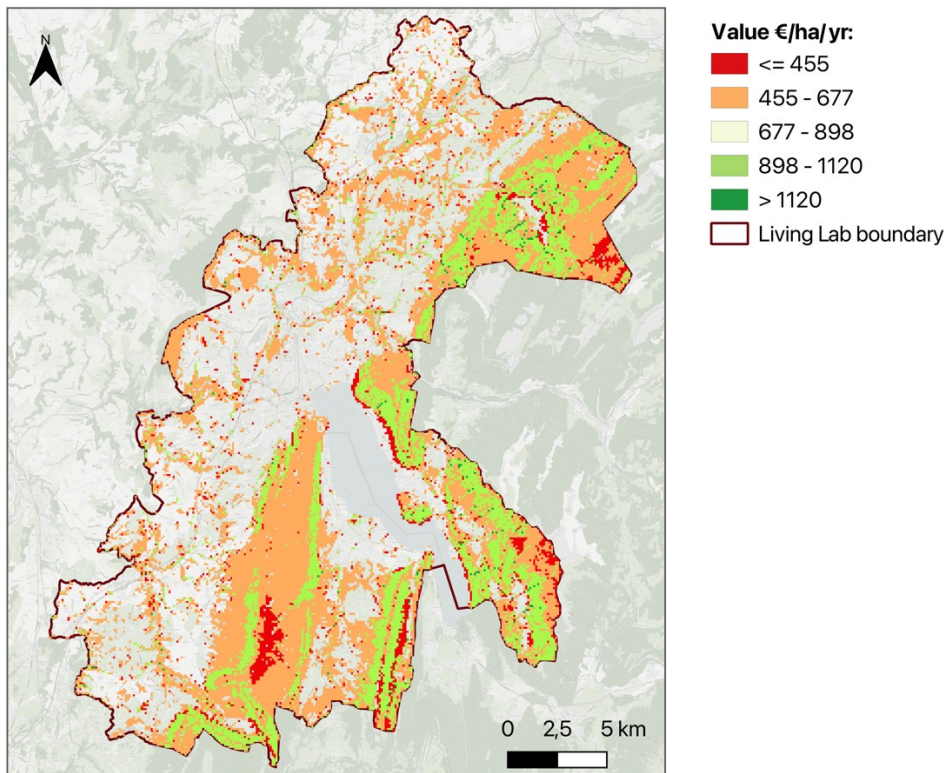 N
Value €/ha/yr:
<= 455
455 - 677
677 - 898
898 - 1120
> 1120
Living Lab boundary
0 2,5 5 km